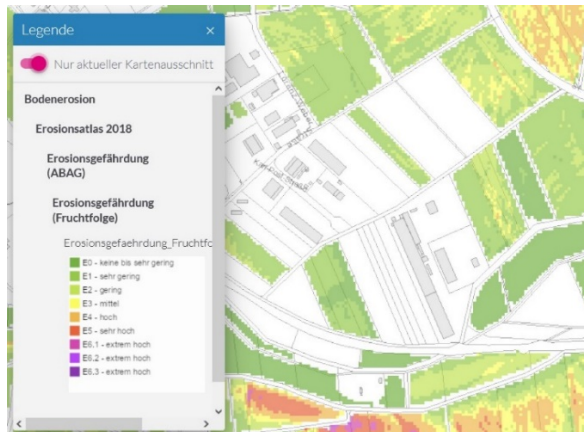 Legende ×
Nur aktueller Kartenausschnitt
Bodenerosion
Erosionsatlas 2018
Erosionsgefährdung
(ABAG)
Erosionsgefährdung
(Fruchtfolge)
Erosionsgefaehrdung_Fruchtfo
E0 - keine bis sehr gering
E1 - sehr gering
E2 - gering
E3 - mittel
E4 - hoch
E5 - sehr hoch
E6.1 - extrem hoch
E6.2 - extrem hoch
E6.3 - extrem hoch